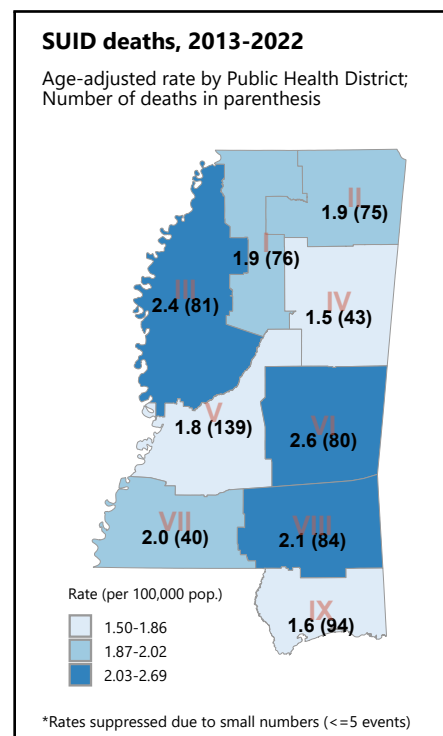 SUID deaths, 2013-2022
Age-adjusted rate by Public Health District;
Number of deaths in parenthesis
II
1.9 (75)
I
1.9 (76)
III
2.4 (81)
IV
1.5 (43)
V
1.8 (139)
VI
2.6 (80)
VII
2.0 (40)
VIII
2.1 (84)
IX
1.6 (94)
Rate (per 100,000 pop.)
1.50-1.86
1.87-2.02
2.03-2.69
*Rates suppressed due to small numbers (<=5 events)